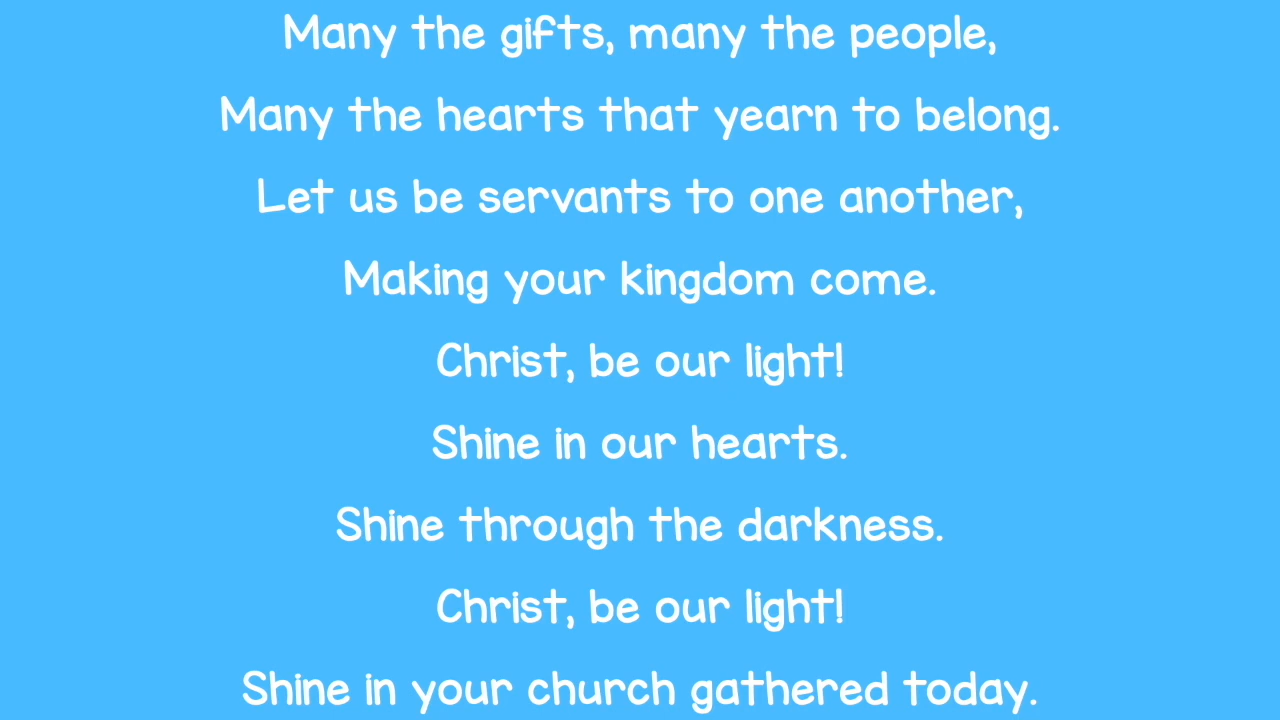 Many the gifts, many the people,
Many the hearts that yearn to belong.
Let us be servants to one another,
Making your kingdom come.
Christ, be our light!
Shine in our hearts.
Shine through the darkness.
Christ, be our light!
Shine in your church gathered today.